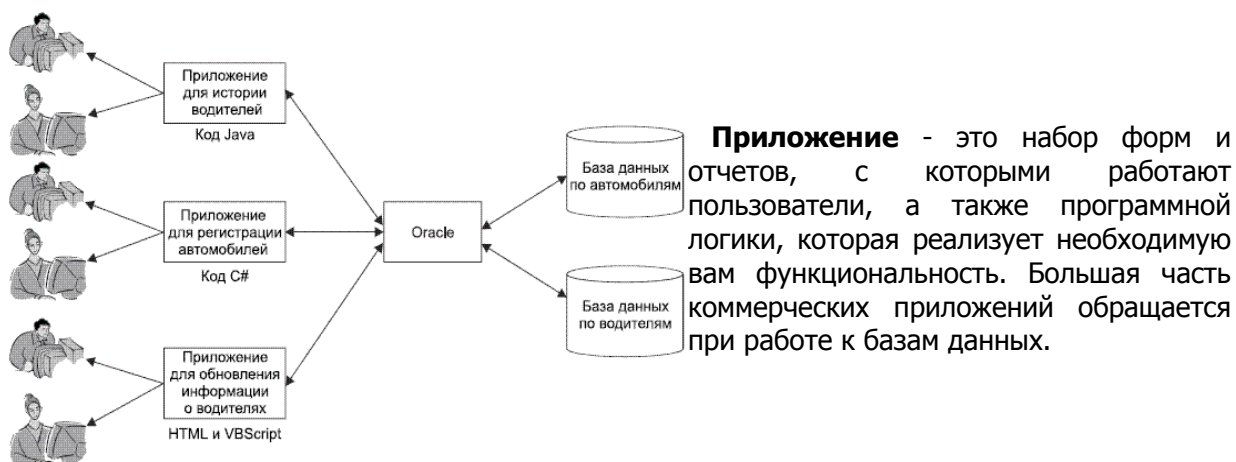 Приложение
для истории
водителей
Код Java
Приложение
для регистрации
автомобилей
Код C#
Приложение
для обновления
информации
о водителях
HTML и VBScript
Oracle
База данных
по автомобилям
База данных
по водителям
Приложение - это набор форм и
отчетов, с которыми работают
пользователи, а также программной
логики, которая реализует необходимую
вам функциональность. Большая часть
коммерческих приложений обращается
при работе к базам данных.